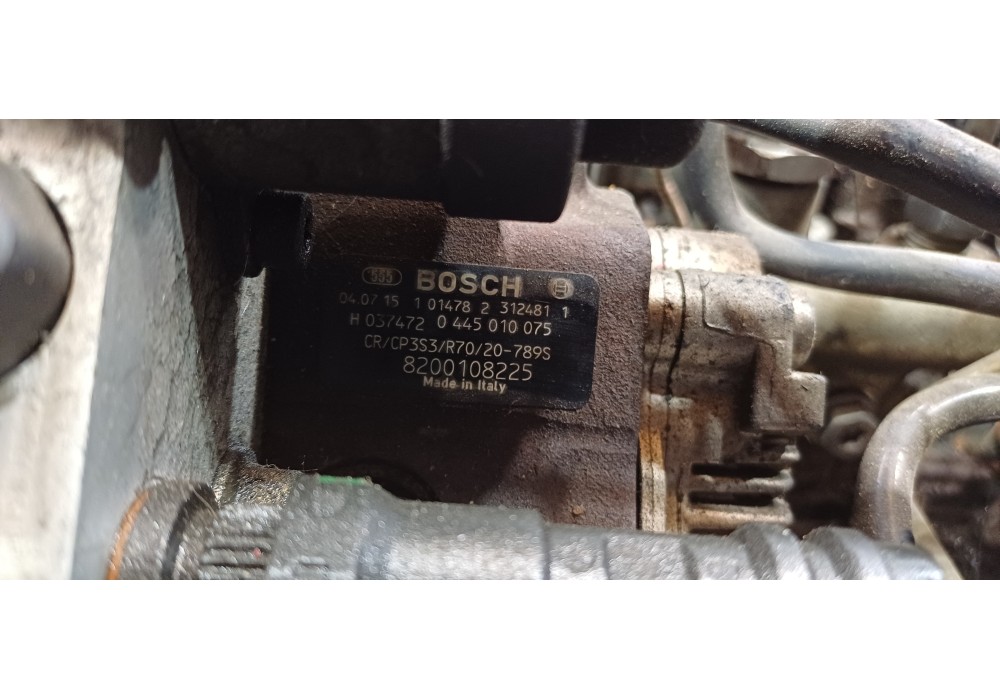 585 BOSCH
04.07.15 1 01478 2 312481 1
H 037472 0 445 010 075
CR/CP3S3/R70/20-789S
8200108225
Made in Italy